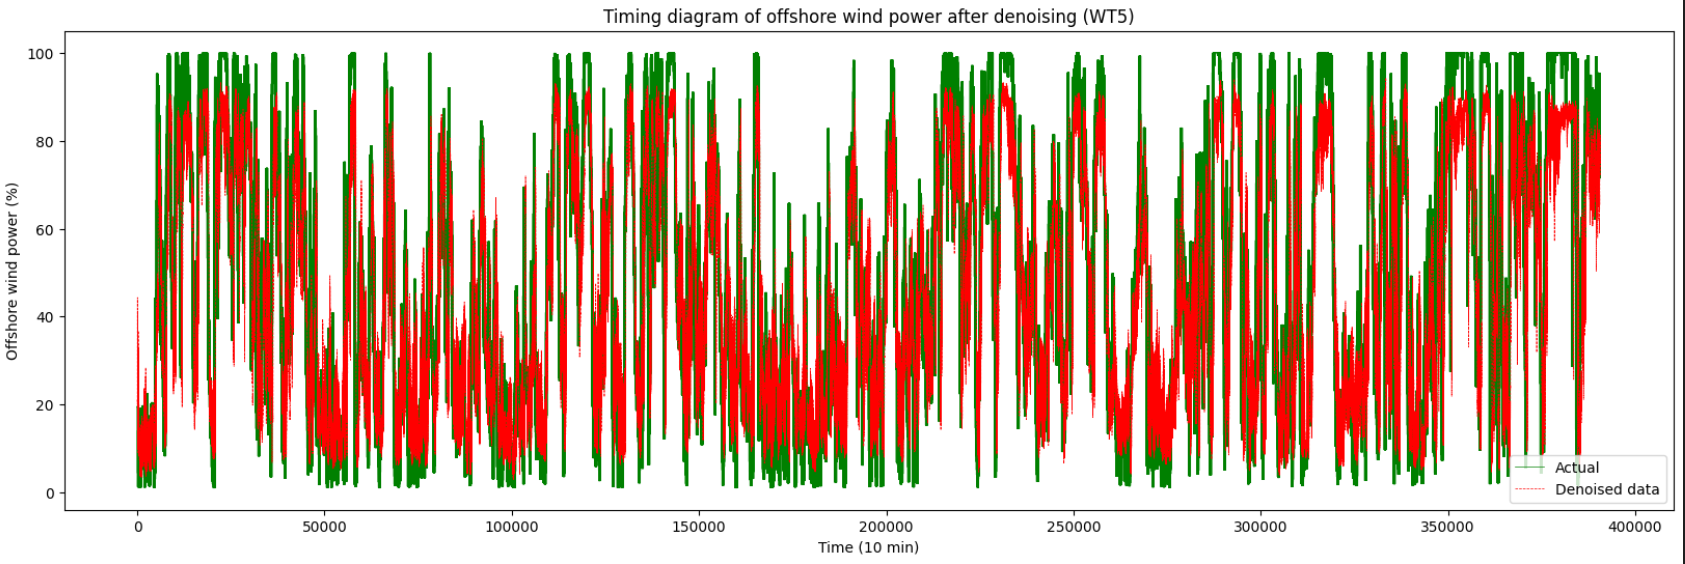 Timing diagram of offshore wind power after denoising (WT5)
Offshore wind power (%)
100
80
60
40
20
0
0 50000 100000 150000 200000 250000 300000 350000 400000
Time (10 min)
Actual
Denoised data